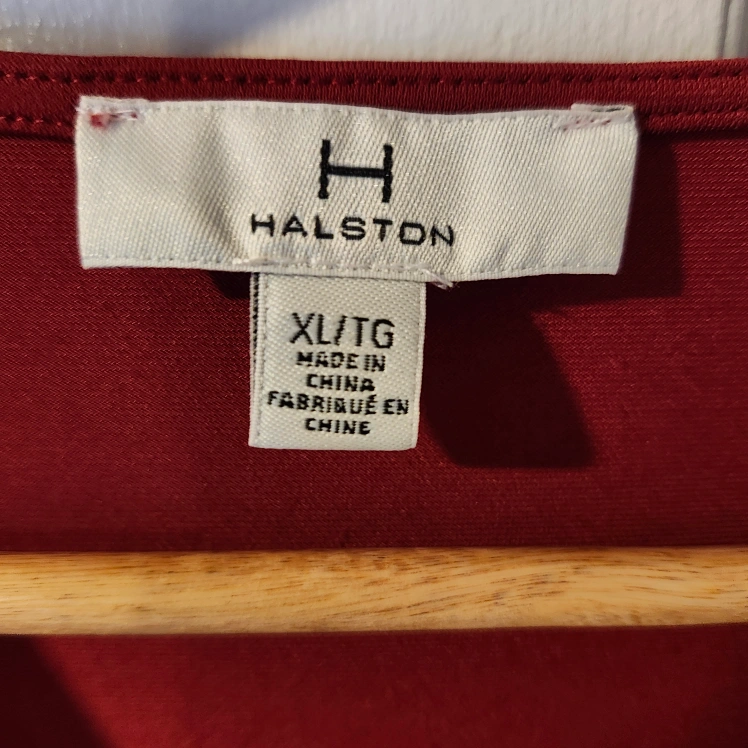 H
HALSTON
XL/TG
MADE IN
CHINA
FABRIQUÉ EN
CHINE